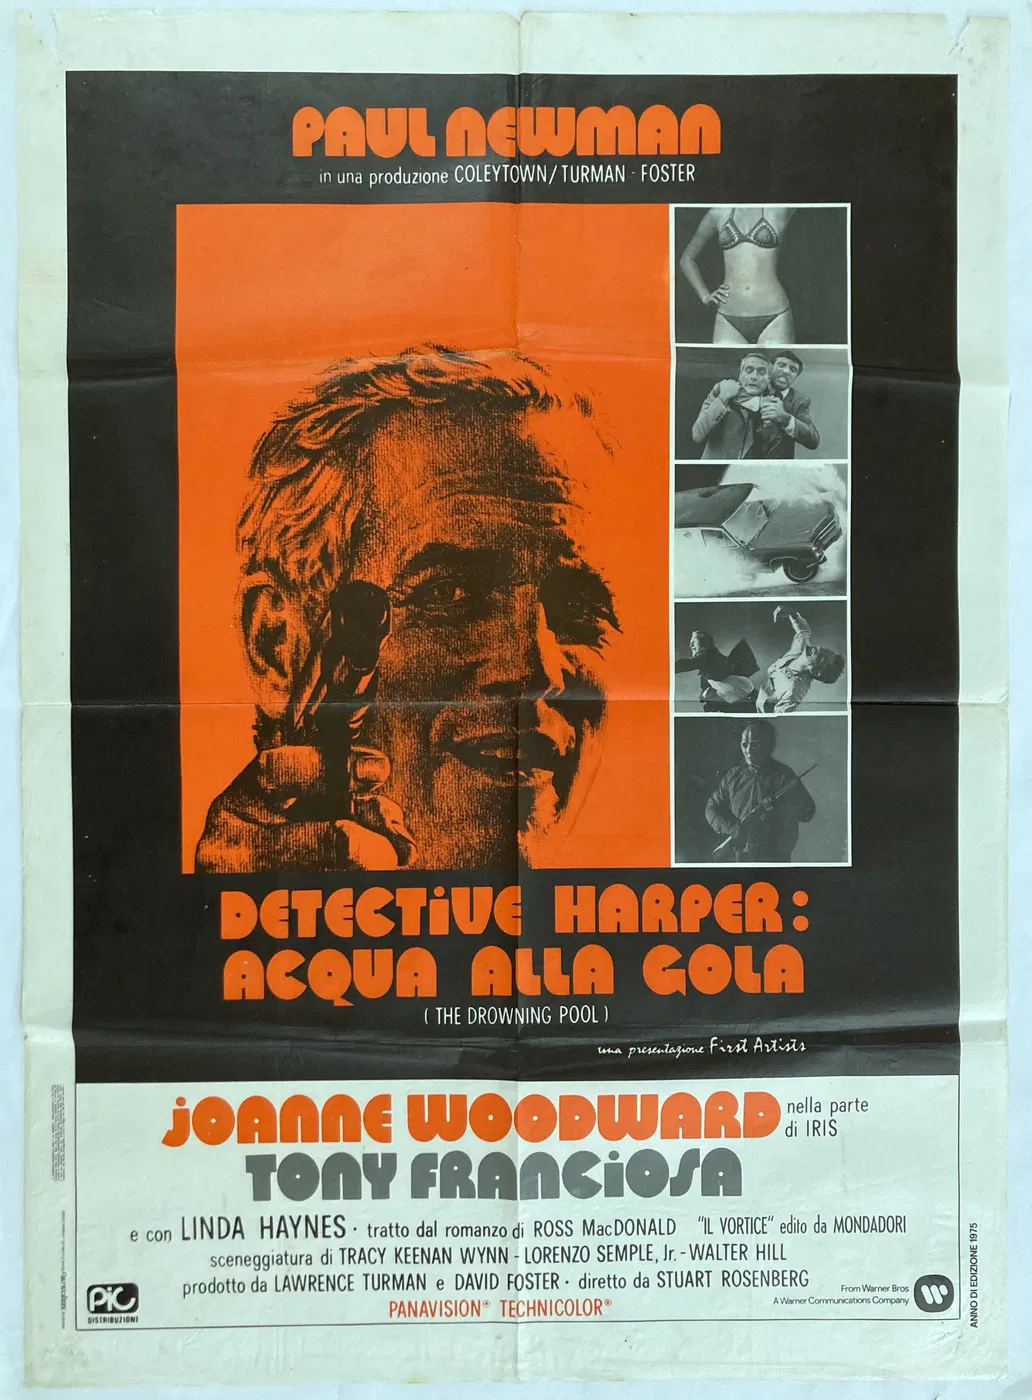 PAUL NEWMAN
in una produzione COLEYTOWN/TURMAN - FOSTER
DETECTiVE HARPER:
ACQUA ALLA GOLA
( THE DROWNING POOL )
una presentazione First Artists
jOANNE WOODWARD nella parte
di IRIS
TONY FRANCiOSA
e con LINDA HAYNES · tratto dal romanzo di ROSS MacDONALD "IL VORTICE" edito da MONDADORI
sceneggiatura di TRACY KEENAN WYNN - LORENZO SEMPLE, Jr. - WALTER HILL
prodotto da LAWRENCE TURMAN e DAVID FOSTER · diretto da STUART ROSENBERG
PANAVISION® TECHNICOLOR®
PIC
DISTRIBUZIONI
From Warner Bros
A Warner Communications Company
ANNO DI EDIZIONE 1975